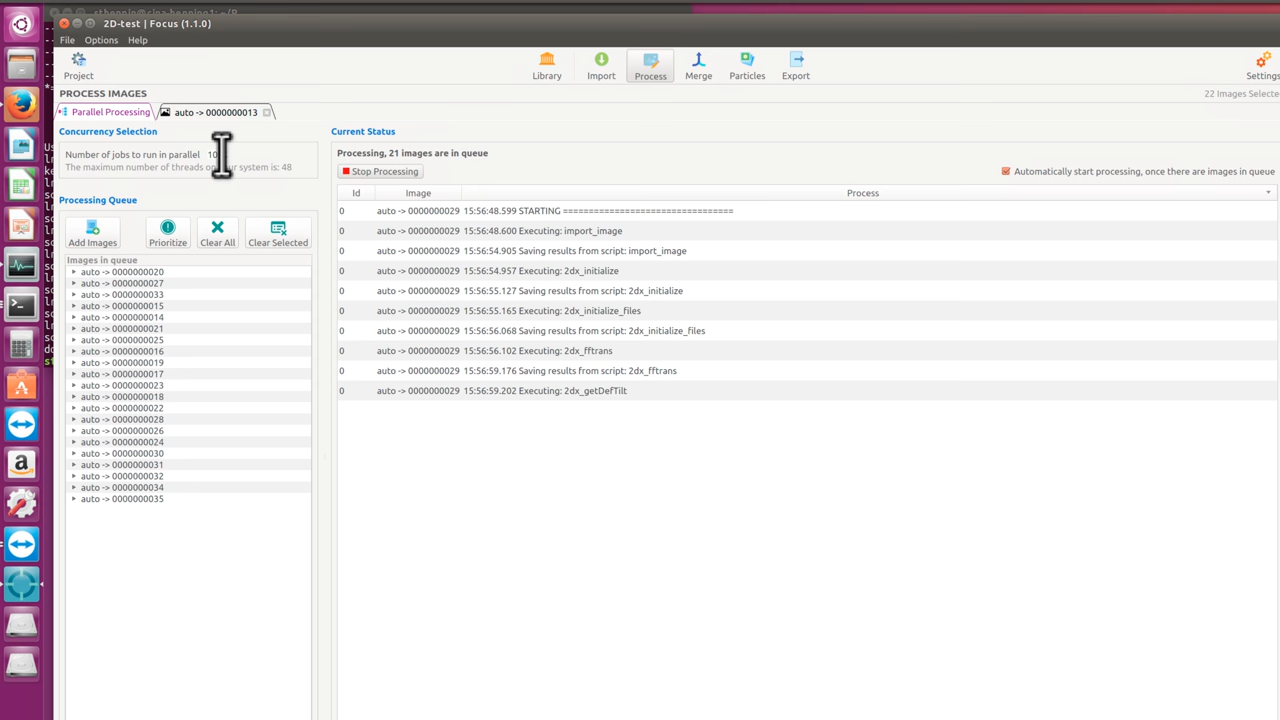 2D-test | Focus (1.1.0)
File Options Help
Project
Library
Import
Process
Merge
Particles
Export
Settings
PROCESS IMAGES
22 Images Selecte
Parallel Processing
auto -> 0000000013
Concurrency Selection
Number of jobs to run in parallel 10
The maximum number of threads on your system is: 48
Processing Queue
Add Images
Prioritize
Clear All
Clear Selected
Images in queue
auto -> 0000000020
auto -> 0000000027
auto -> 0000000033
auto -> 0000000015
auto -> 0000000014
auto -> 0000000021
auto -> 0000000025
auto -> 0000000016
auto -> 0000000019
auto -> 0000000017
auto -> 0000000023
auto -> 0000000018
auto -> 0000000022
auto -> 0000000028
auto -> 0000000026
auto -> 0000000024
auto -> 0000000030
auto -> 0000000031
auto -> 0000000032
auto -> 0000000034
auto -> 0000000035
Current Status
Processing, 21 images are in queue
Stop Processing
Automatically start processing, once there are images in queue
Id Image Process
0 auto -> 0000000029 15:56:48.599 STARTING =================================
0 auto -> 0000000029 15:56:48.600 Executing: import_image
0 auto -> 0000000029 15:56:54.905 Saving results from script: import_image
0 auto -> 0000000029 15:56:54.957 Executing: 2dx_initialize
0 auto -> 0000000029 15:56:55.127 Saving results from script: 2dx_initialize
0 auto -> 0000000029 15:56:55.165 Executing: 2dx_initialize_files
0 auto -> 0000000029 15:56:56.068 Saving results from script: 2dx_initialize_files
0 auto -> 0000000029 15:56:56.102 Executing: 2dx_fftrans
0 auto -> 0000000029 15:56:59.176 Saving results from script: 2dx_fftrans
0 auto -> 0000000029 15:56:59.202 Executing: 2dx_getDefTilt